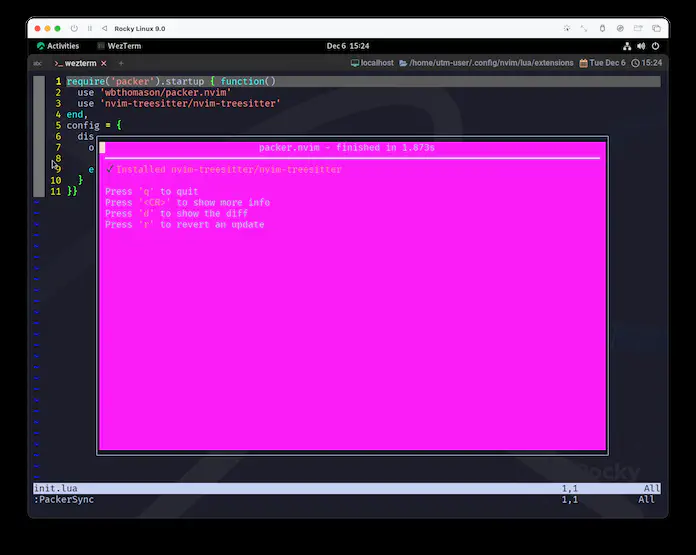 Rocky Linux 9.0
Activities
WezTerm
Dec 6 15:24
wezterm
localhost
/home/utm-user/.config/nvim/lua/extensions
Tue Dec 6
15:24
1 require('packer').startup { function()
2 use 'wbthomason/packer.nvim'
3 use 'nvim-treesitter/nvim-treesitter'
4 end,
5 config = {
6 dis
7 o
8
9 e
10 }
11 }}
packer.nvim - finished in 1.873s
✓ Installed nvim-treesitter/nvim-treesitter
Press 'q' to quit
Press '<CR>' to show more info
Press 'd' to show the diff
Press 'r' to revert an update
Rocky
init.lua 1,1 All
:PackerSync 1,1 All